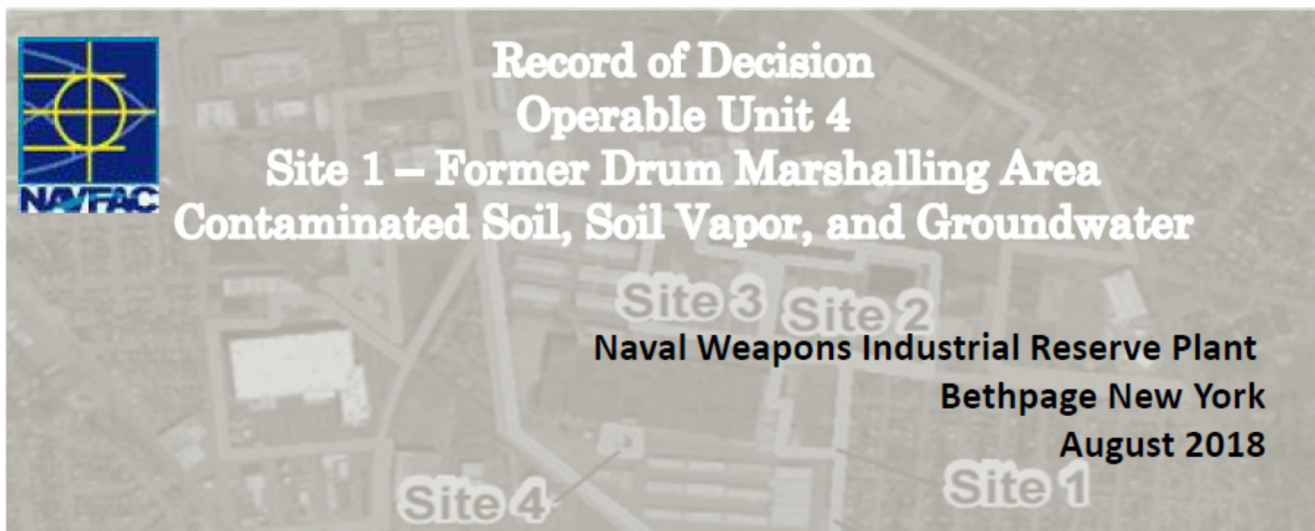 Record of Decision
Operable Unit 4
Site 1 – Former Drum Marshalling Area
Contaminated Soil, Soil Vapor, and Groundwater
NAVFAC
Site 3
Site 2
Naval Weapons Industrial Reserve Plant
Bethpage New York
August 2018
Site 4
Site 1